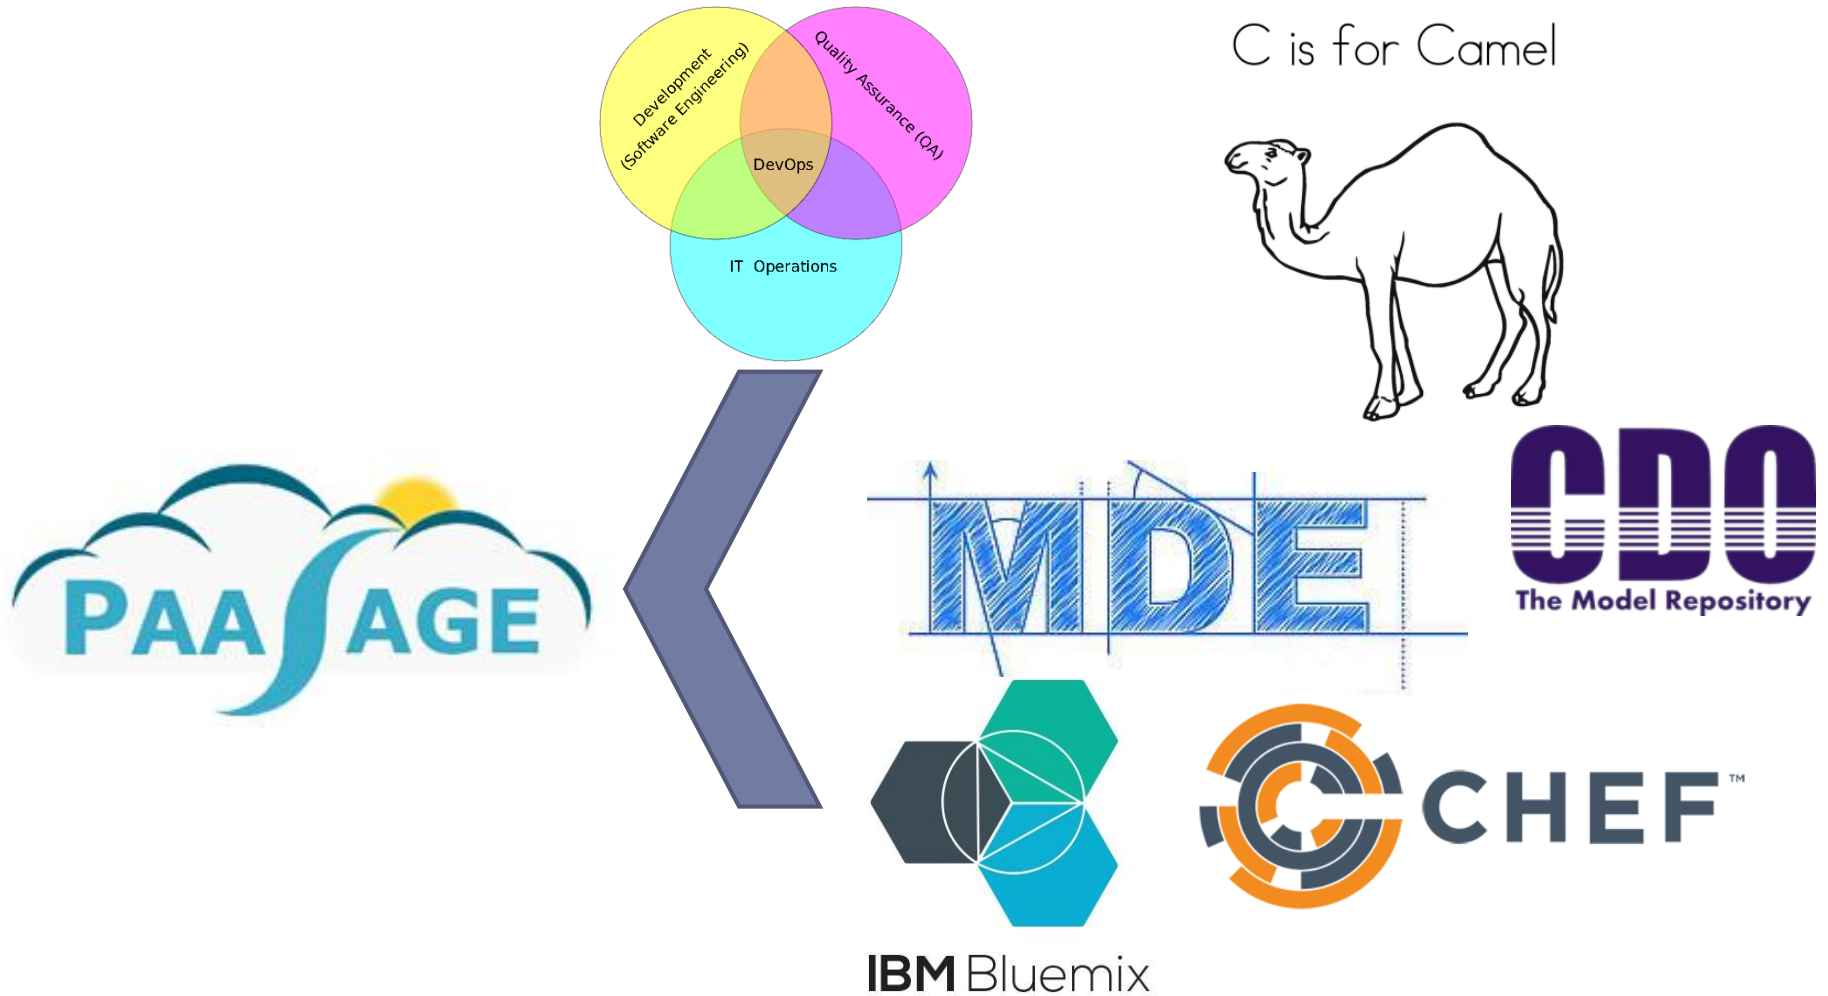 Development
(Software Engineering)
Quality Assurance (QA)
DevOps
IT Operations
C is for Camel
PAASAGE
MDE
CDO
The Model Repository
CHEF™
IBM Bluemix